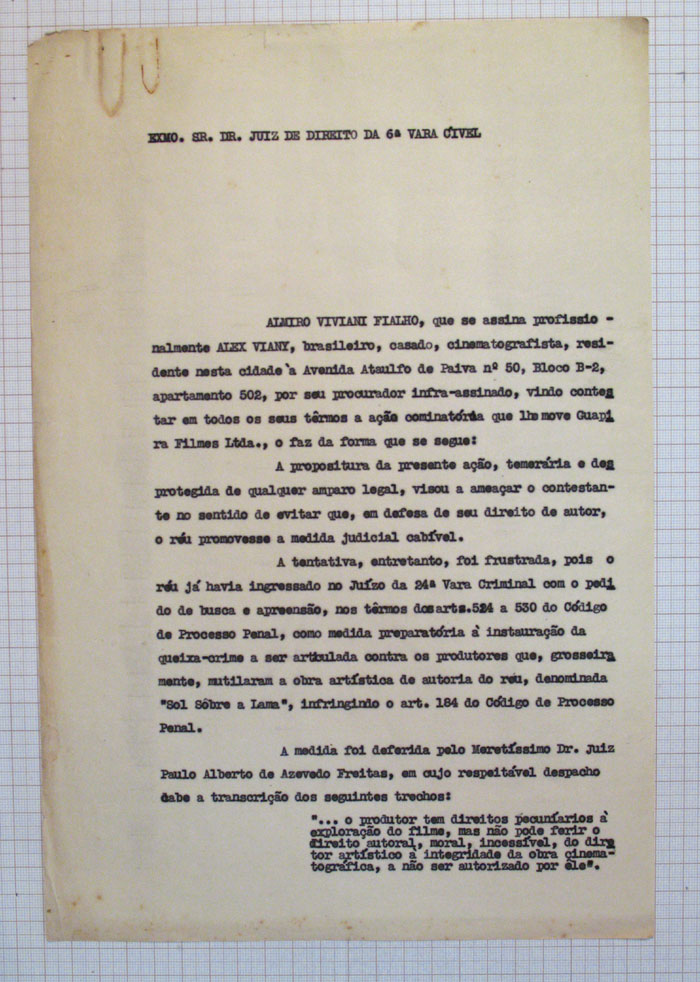 EXMO. SR. DR. JUIZ DE DIREITO DA 6ª VARA CÍVEL
ALMIRO VIVIANI FIALHO, que se assina profissio -
nalmente ALEX VIANY, brasileiro, casado, cinematografista, resi-
dente nesta cidade à Avenida Ataulfo de Paiva nº 50, Bloco B-2,
apartamento 502, por seu procurador infra-assinado, vindo contes
tar em todos os seus têrmos a ação cominatória que lhe move Guapi
ra Filmes Ltda., o faz da forma que se segue:
A propositura da presente ação, temerária e des
protegida de qualquer amparo legal, visou a ameaçar o contestan-
te no sentido de evitar que, em defesa de seu direito de autor,
o réu promovesse a medida judicial cabível.
A tentativa, entretanto, foi frustrada, pois o
réu já havia ingressado no Juízo da 24ª Vara Criminal com o pedi
do de busca e apreensão, nos têrmos dos arts. 524 a 530 do Código
de Processo Penal, como medida preparatória à instauração da
queixa-crime a ser articulada contra os produtores que, grosseira
mente, mutilaram a obra artística de autoria do réu, denominada
"Sol Sôbre a Lama", infringindo o art. 184 do Código de Processo
Penal.
A medida foi deferida pelo Meretíssimo Dr. Juiz
Paulo Alberto de Azevedo Freitas, em cujo respeitável despacho
cabe a transcrição dos seguintes trechos:
"... o produtor tem direitos pecuniários à
exploração do filme, mas não pode ferir o
direito autoral, moral, incessível, do dire
tor artístico à integridade da obra cinema-
tográfica, a não ser autorizado por êle".